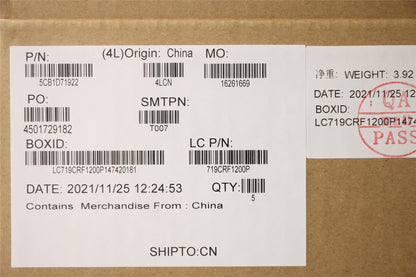 P/N: (4L)Origin: China MO:
5CB1D71922 4LCN 16261669
PO: SMTPN:
4501729182 T007
BOXID: LC P/N:
LC719CRF1200P147420181 719CRF1200P
DATE: 2021/11/25 12:24:53 QTY:
5
Contains Merchandise From : China
SHIPTO:CN
净重: WEIGHT: 3.92
DATE: 2021/11/25 12
BOXID:
LC719CRF1200P1474
QA
PASS